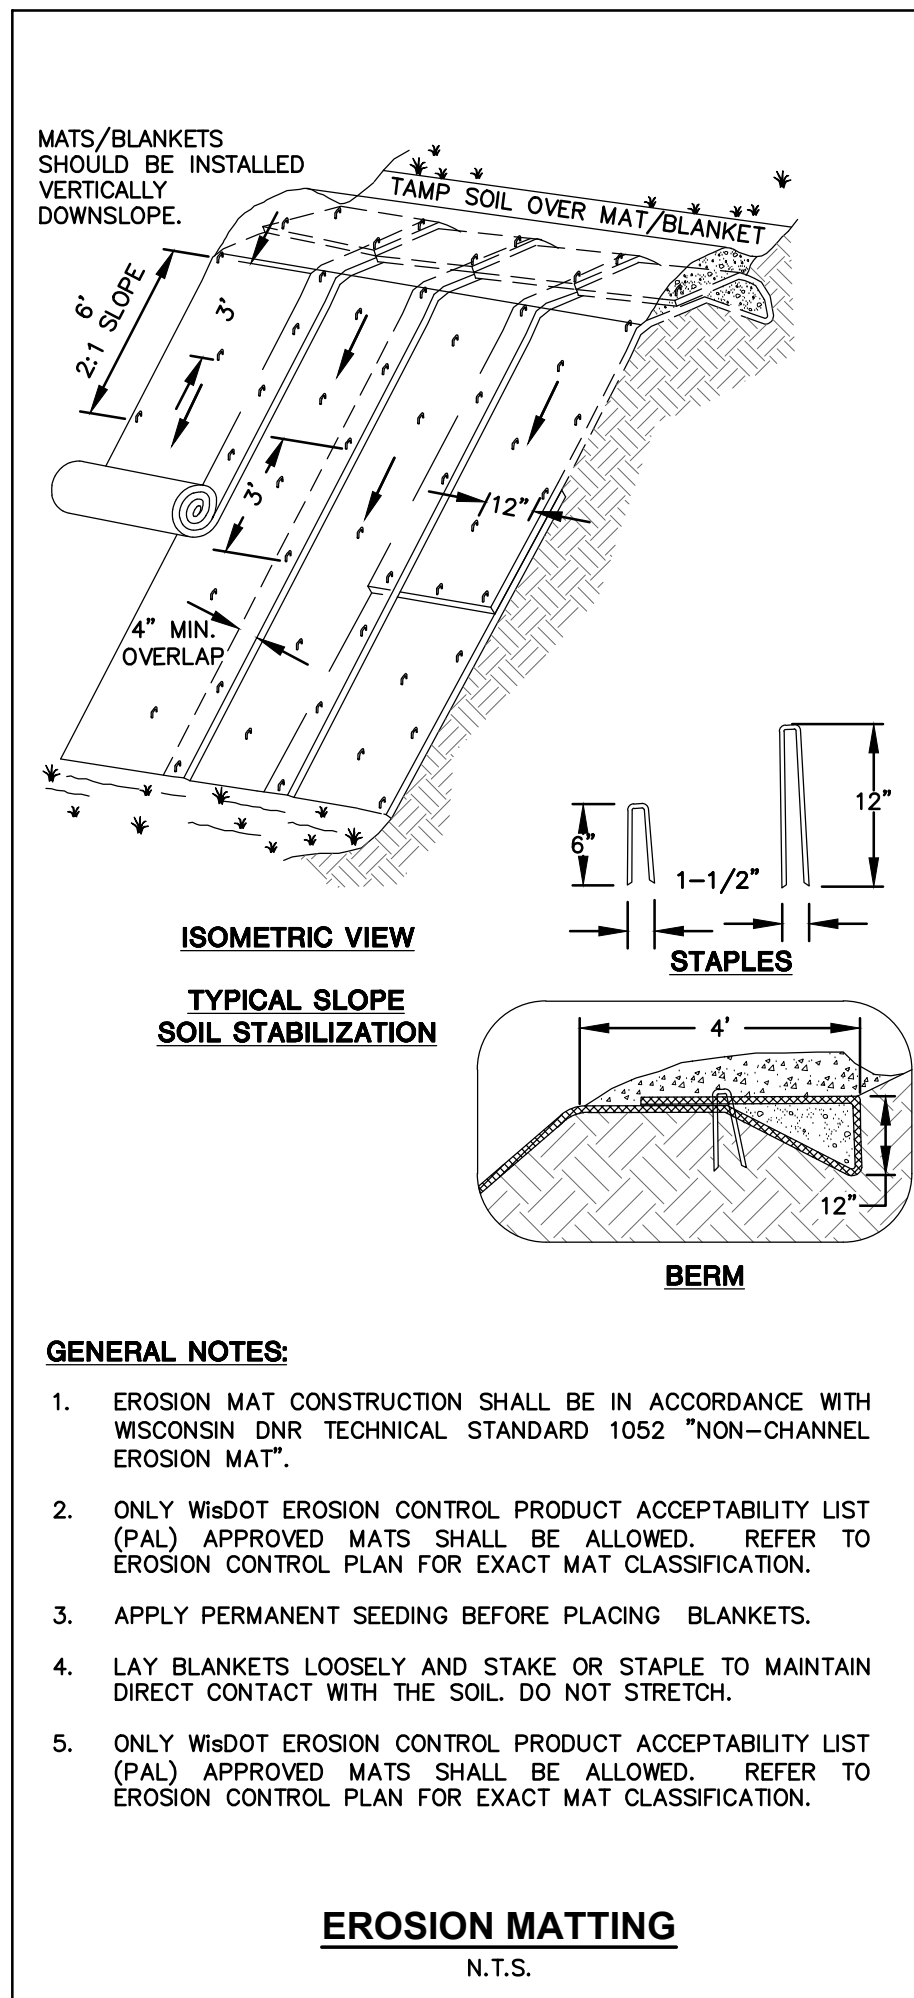 MATS/BLANKETS
SHOULD BE INSTALLED
VERTICALLY
DOWNSLOPE.
TAMP SOIL OVER MAT/BLANKET
6'
2:1 SLOPE
3'
3'
12"
4" MIN.
OVERLAP
6"
12"
1-1/2"
ISOMETRIC VIEW
STAPLES
TYPICAL SLOPE
SOIL STABILIZATION
4'
12"
BERM
GENERAL NOTES:
1. EROSION MAT CONSTRUCTION SHALL BE IN ACCORDANCE WITH
WISCONSIN DNR TECHNICAL STANDARD 1052 "NON-CHANNEL
EROSION MAT".
2. ONLY WisDOT EROSION CONTROL PRODUCT ACCEPTABILITY LIST
(PAL) APPROVED MATS SHALL BE ALLOWED. REFER TO
EROSION CONTROL PLAN FOR EXACT MAT CLASSIFICATION.
3. APPLY PERMANENT SEEDING BEFORE PLACING BLANKETS.
4. LAY BLANKETS LOOSELY AND STAKE OR STAPLE TO MAINTAIN
DIRECT CONTACT WITH THE SOIL. DO NOT STRETCH.
5. ONLY WisDOT EROSION CONTROL PRODUCT ACCEPTABILITY LIST
(PAL) APPROVED MATS SHALL BE ALLOWED. REFER TO
EROSION CONTROL PLAN FOR EXACT MAT CLASSIFICATION.
EROSION MATTING
N.T.S.